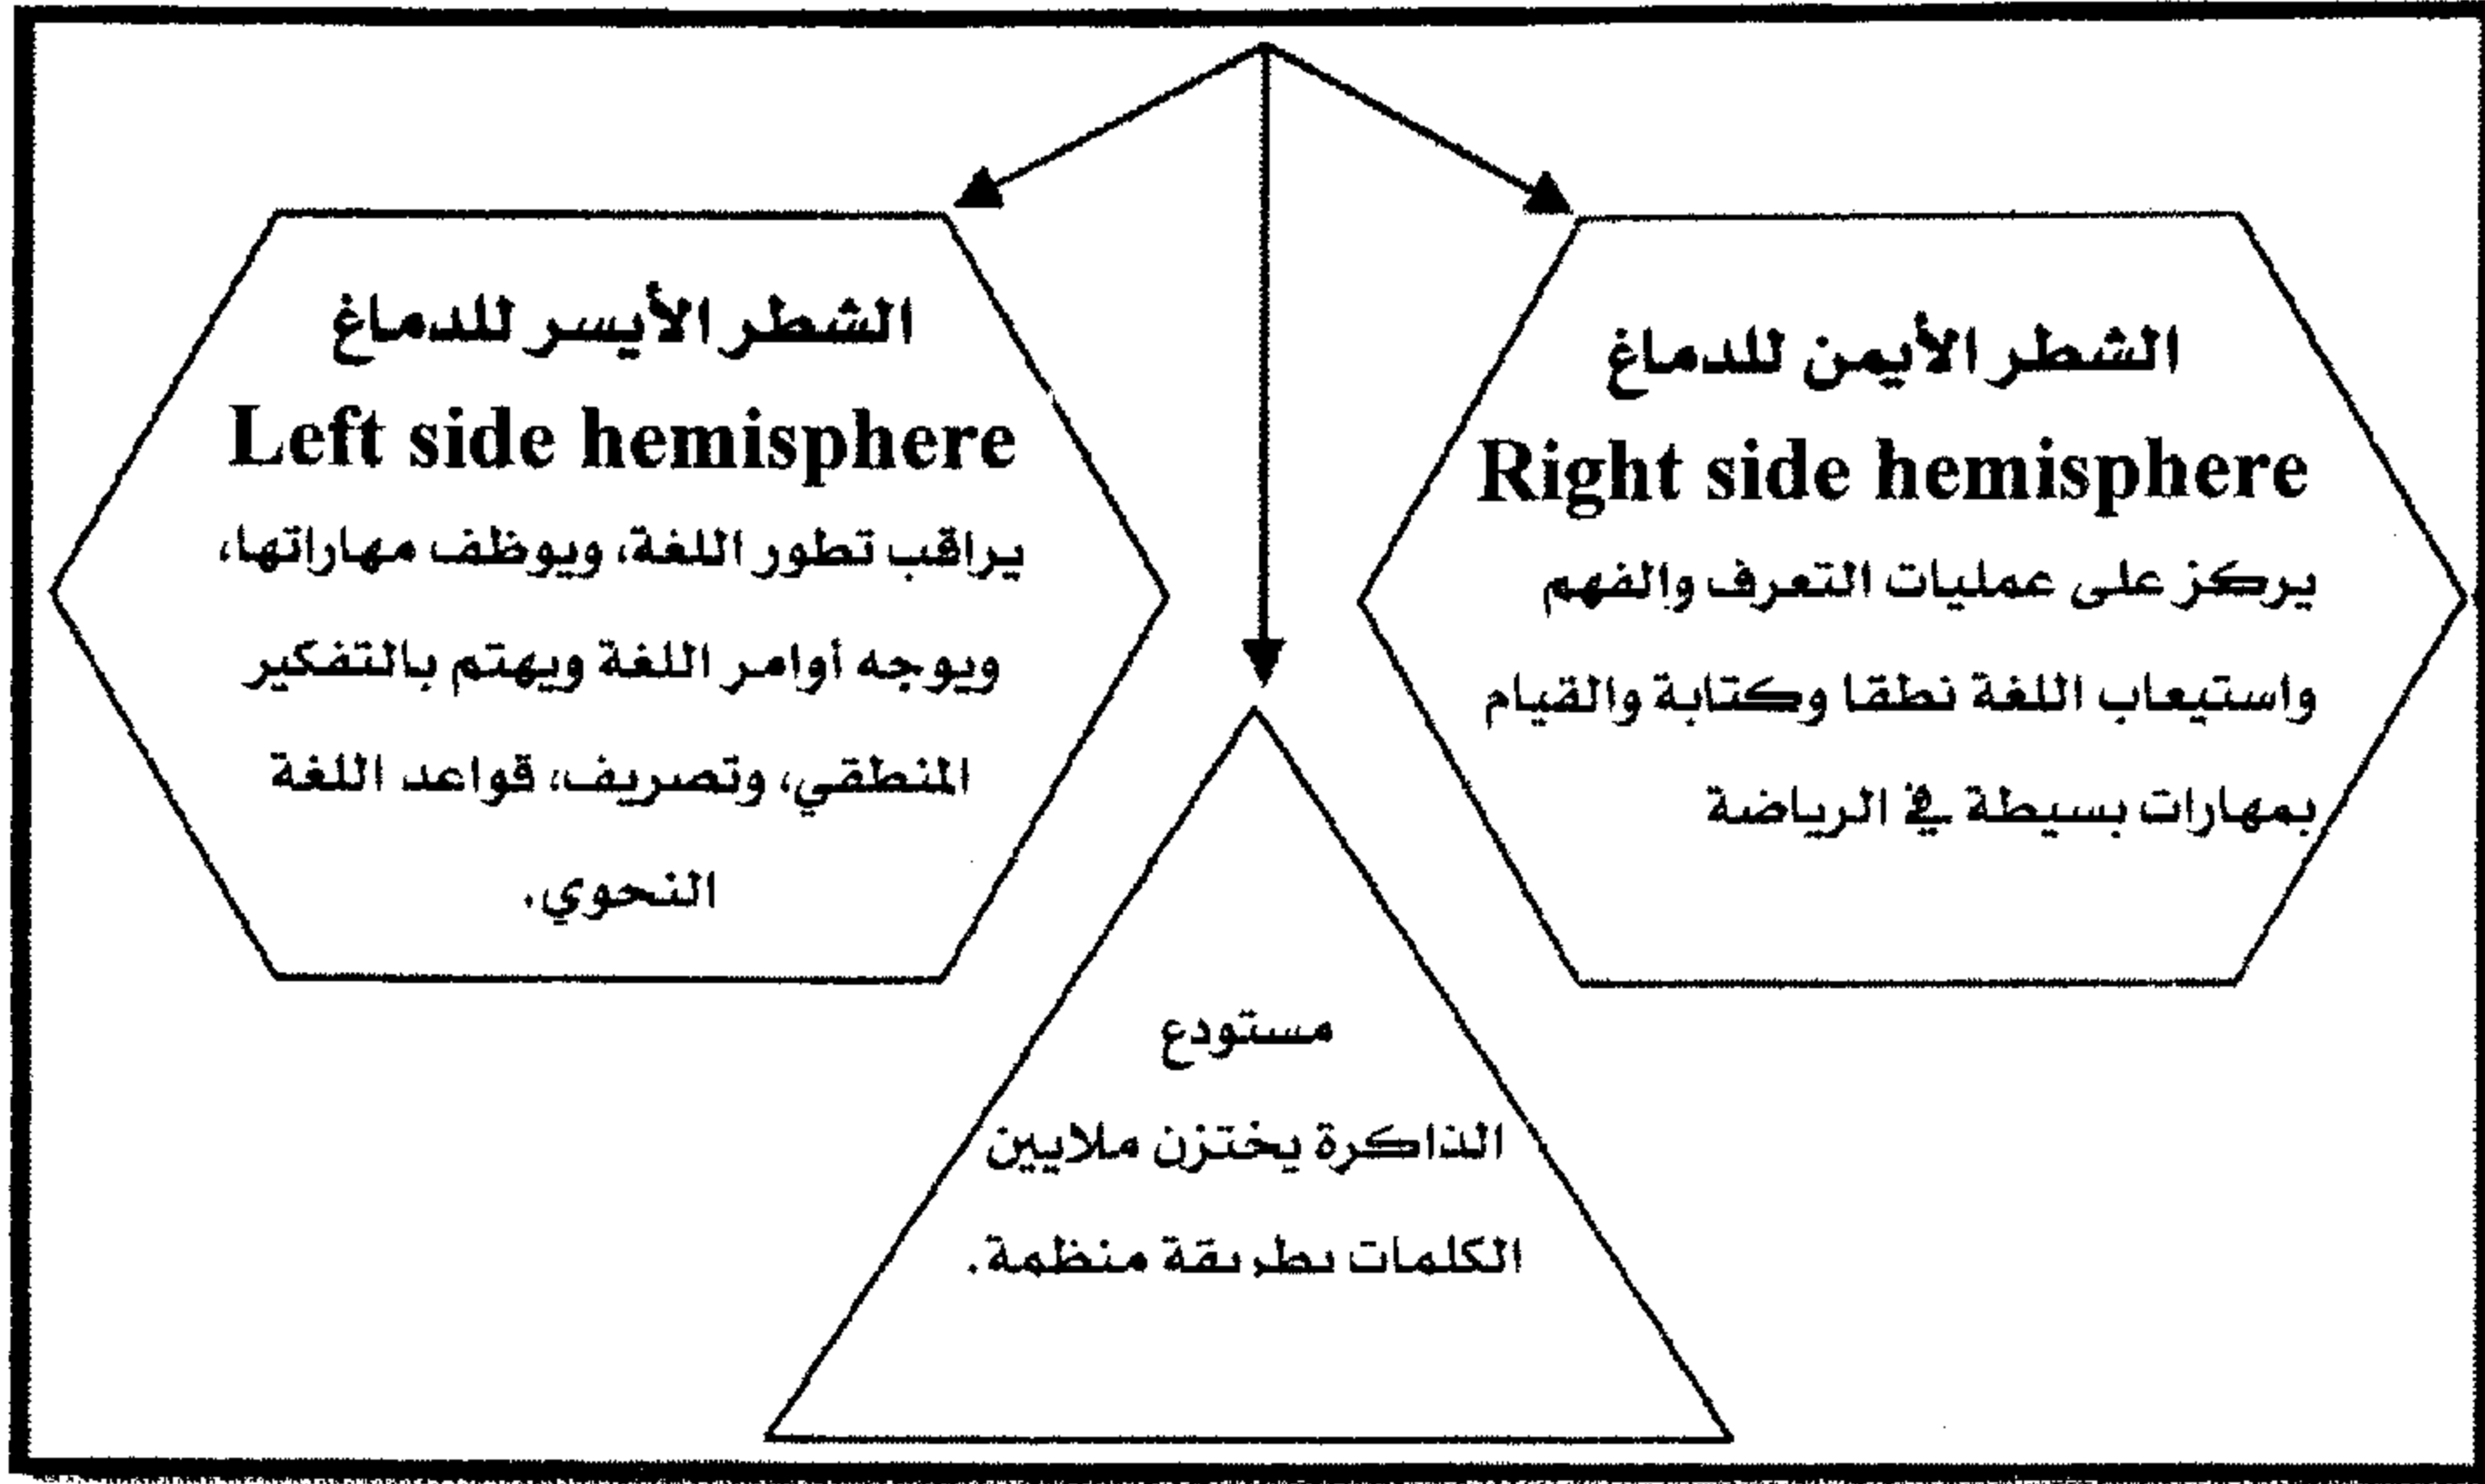 الشطر الأيمن للدماغ
Right side hemisphere
يركز على عمليات التعرف والفهم
واستيعاب اللغة نطقا وكتابة والقيام
بمهارات بسيطة في الرياضة
الشطر الأيسر للدماغ
Left side hemisphere
يراقب تطور اللغة، ويوظف مهاراتها،
ويوجه أوامر اللغة ويهتم بالتفكير
المنطقي، وتصريف، قواعد اللغة
النحوي.
مستودع
الذاكرة يختزن ملايين
الكلمات بطريقة منظمة.